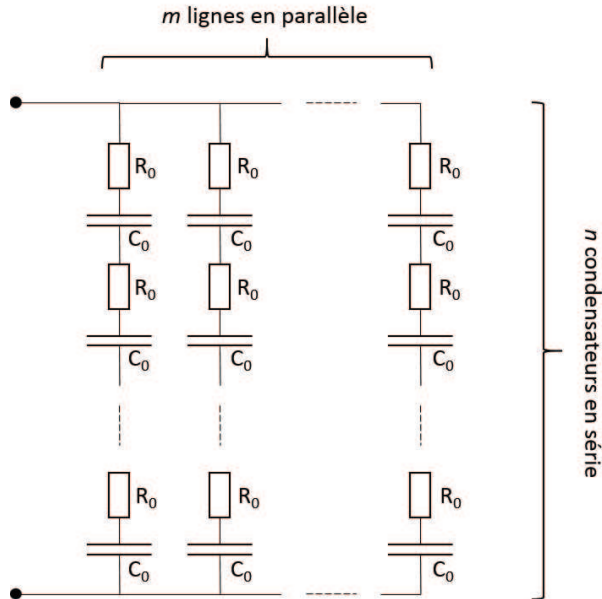 m lignes en parallèle
R0 R0 R0
C0 C0 C0
R0 R0 R0
C0 C0 C0
R0 R0 R0
C0 C0 C0
n condensateurs en série